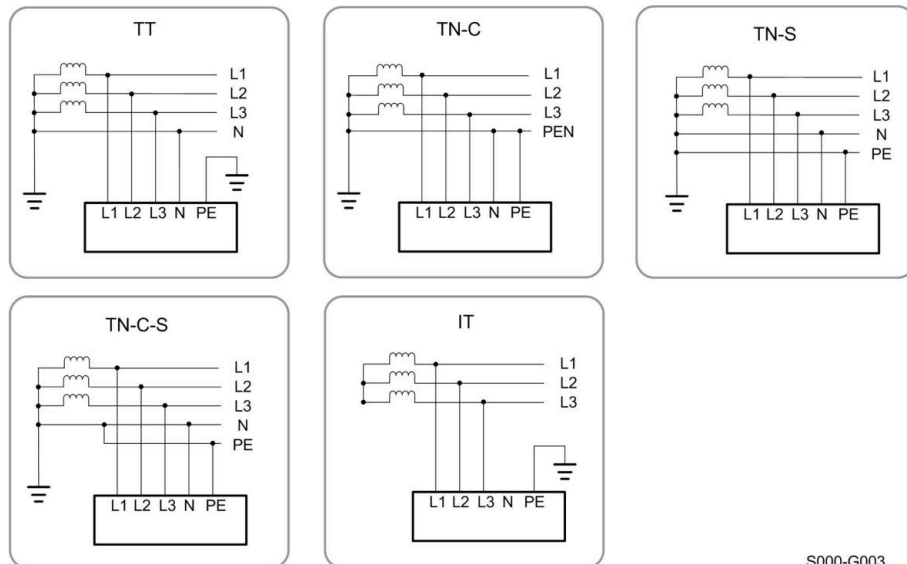 TT
L1
L2
L3
N
L1 L2 L3 N PE
TN-C
L1
L2
L3
PEN
L1 L2 L3 N PE
TN-S
L1
L2
L3
N
PE
L1 L2 L3 N PE
TN-C-S
L1
L2
L3
N
PE
L1 L2 L3 N PE
IT
L1
L2
L3
L1 L2 L3 N PE
S000-G003